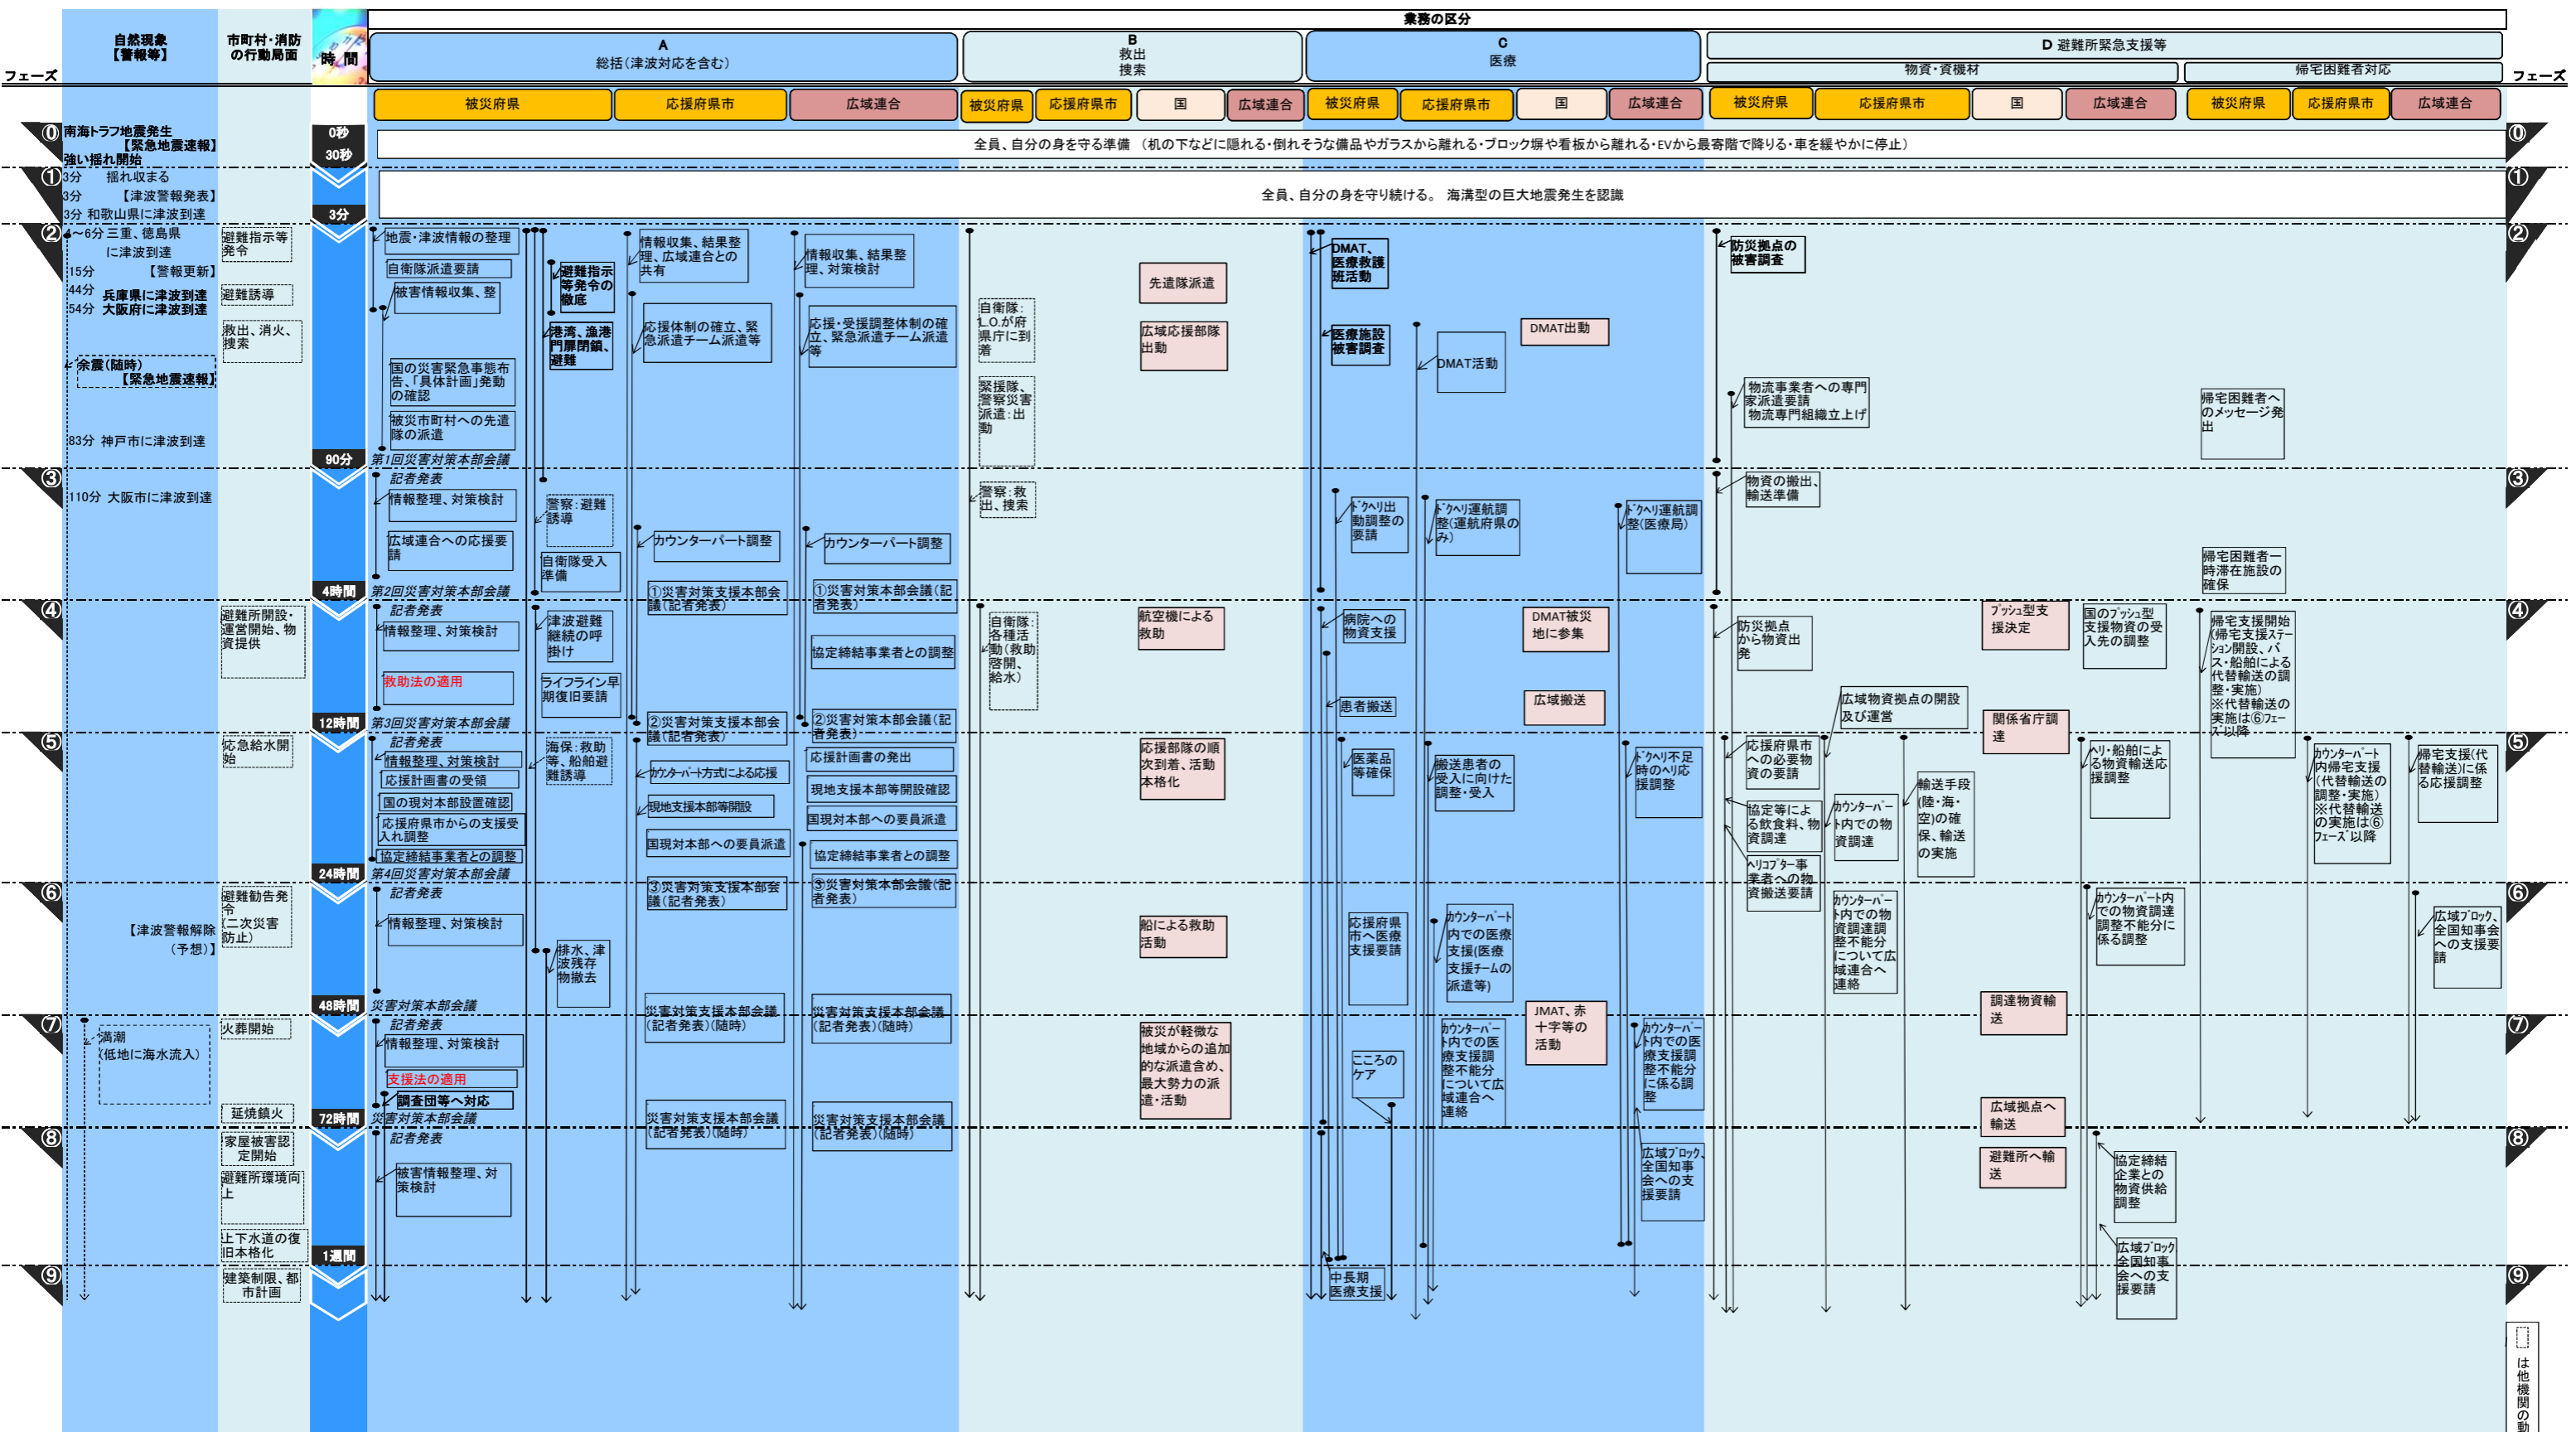 業務の区分
フェーズ
自然現象
【警報等】
市町村・消防
の行動局面
時 間
A
総括(津波対応を含む)
B
救出
捜索
C
医療
D 避難所緊急支援等
物資・資機材
帰宅困難者対応
フェーズ
被災府県
応援府県市
広域連合
被災府県
応援府県市
国
広域連合
被災府県
応援府県市
国
広域連合
被災府県
応援府県市
国
広域連合
被災府県
応援府県市
広域連合
⓪
南海トラフ地震発生
【緊急地震速報】
強い揺れ開始
0秒
30秒
全員、自分の身を守る準備 (机の下などに隠れる・倒れそうな備品やガラスから離れる・ブロック塀や看板から離れる・EVから最寄階で降りる・車を緩やかに停止)
⓪
①
3分 揺れ収まる
3分 【津波警報発表】
3分 和歌山県に津波到達
3分
全員、自分の身を守り続ける。 海溝型の巨大地震発生を認識
①
②
4～6分 三重、徳島県
に津波到達
15分 【警報更新】
44分 兵庫県に津波到達
54分 大阪府に津波到達
余震(随時)
【緊急地震速報】
83分 神戸市に津波到達
避難指示等
発令
避難誘導
救出、消火、
捜索
90分
地震・津波情報の整理
自衛隊派遣要請
被害情報収集、整
国の災害緊急事態布
告、「具体計画」発動
の確認
被災市町村への先遣
隊の派遣
第1回災害対策本部会議
避難指示
等発令の
徹底
港湾、漁港
門扉閉鎖、
避難
情報収集、結果整
理、広域連合との
共有
応援体制の確立、緊
急派遣チーム派遣等
情報収集、結果整
理、対策検討
応援・受援調整体制の確
立、緊急派遣チーム派遣
等
自衛隊：
L.O.が府
県庁に到
着
緊援隊、
警察災害
派遣：出
動
先遣隊派遣
広域応援部隊
出動
DMAT、
医療救護
班活動
医療施設
被害調査
DMAT活動
DMAT出動
防災拠点の
被害調査
物流事業者への専門
家派遣要請
物流専門組織立上げ
帰宅困難者へ
のメッセージ発
出
②
③
110分 大阪市に津波到達
4時間
記者発表
情報整理、対策検討
広域連合への応援要
請
第2回災害対策本部会議
警察：避難
誘導
自衛隊受入
準備
カウンターパート調整
①災害対策支援本部会
議(記者発表)
カウンターパート調整
①災害対策本部会議(記
者発表)
警察：救
出、捜索
ドクヘリ出
動調整の
要請
ドクヘリ運航調
整(運航府県の
み)
ドクヘリ運航調
整(医療局)
物資の搬出、
輸送準備
帰宅困難者一
時滞在施設の
確保
③
④
避難所開設・
運営開始、物
資提供
12時間
記者発表
情報整理、対策検討
救助法の適用
第3回災害対策本部会議
津波避難
継続の呼
掛け
ライフライン早
期復旧要請
②災害対策支援本部会
議(記者発表)
協定締結事業者との調整
②災害対策本部会議(記
者発表)
自衛隊：
各種活
動(救助
啓開、
給水)
航空機による
救助
病院への
物資支援
患者搬送
DMAT被災
地に参集
広域搬送
防災拠点
から物資出
発
広域物資拠点の開設
及び運営
プッシュ型支
援決定
関係省庁調
達
国のプッシュ型
支援物資の受
入先の調整
帰宅支援開始
(帰宅支援ステー
ション開設、バ
ス・船舶による
代替輸送の調
整・実施)
※代替輸送の
実施は⑥フェー
ズ以降
④
⑤
応急給水開
始
24時間
記者発表
情報整理、対策検討
応援計画書の受領
国の現対本部設置確認
応援府県市からの支援受
入れ調整
協定締結事業者との調整
第4回災害対策本部会議
海保：救助
等、船舶避
難誘導
カウンターパート方式による応援
現地支援本部等開設
国現対本部への要員派遣
③災害対策支援本部会
議(記者発表)
応援計画書の発出
現地支援本部等開設確認
国現対本部への要員派遣
協定締結事業者との調整
③災害対策本部会議(記
者発表)
応援部隊の順
次到着、活動
本格化
医薬品
等確保
搬送患者の
受入に向けた
調整・受入
ドクヘリ不足
時のヘリ応
援調整
応援府県市
への必要物
資の要請
協定等によ
る飲食料、物
資調達
ヘリコプター事
業者への物
資搬送要請
カウンターパー
ト内での物
資調達
輸送手段
(陸・海・
空)の確
保、輸送
の実施
ヘリ・船舶によ
る物資輸送応
援調整
カウンターパート
内帰宅支援
(代替輸送の
調整・実施)
※代替輸送
の実施は⑥
フェーズ以降
帰宅支援(代
替輸送)に係
る応援調整
⑤
⑥
【津波警報解除
(予想)】
避難勧告発
令
(二次災害
防止)
48時間
記者発表
情報整理、対策検討
災害対策本部会議
排水、津
波残存
物撤去
災害対策支援本部会議
(記者発表)(随時)
災害対策本部会議
(記者発表)(随時)
船による救助
活動
応援府県
市へ医療
支援要請
カウンターパート
内での医療
支援(医療
支援チームの
派遣等)
カウンターパー
ト内での物
資調達調
整不能分
について広
域連合へ
連絡
調達物資輸
送
カウンターパート内
での物資調達
調整不能分に
係る調整
広域ブロック、
全国知事会
への支援要
請
⑥
⑦
満潮
(低地に海水流入)
火葬開始
延焼鎮火
72時間
記者発表
情報整理、対策検討
支援法の適用
調査団等へ対応
災害対策本部会議
災害対策支援本部会議
(記者発表)(随時)
災害対策本部会議
(記者発表)(随時)
被災が軽微な
地域からの追加
的な派遣含め、
最大勢力の派
遣・活動
こころの
ケア
カウンターパー
ト内での医
療支援調
整不能分
について広
域連合へ
連絡
JMAT、赤
十字等の
活動
カウンターパー
ト内での医
療支援調
整不能分
に係る調
整
広域拠点へ
輸送
⑦
⑧
家屋被害認
定開始
避難所環境向
上
上下水道の復
旧本格化
1週間
記者発表
被害情報整理、対
策検討
広域ブロック、
全国知事
会への支
援要請
避難所へ輸
送
協定締結
企業との
物資供給
調整
広域ブロック
全国知事
会への支
援要請
⑧
⑨
建築制限、都
市計画
中長期
医療支援
⑨
は他機関の動